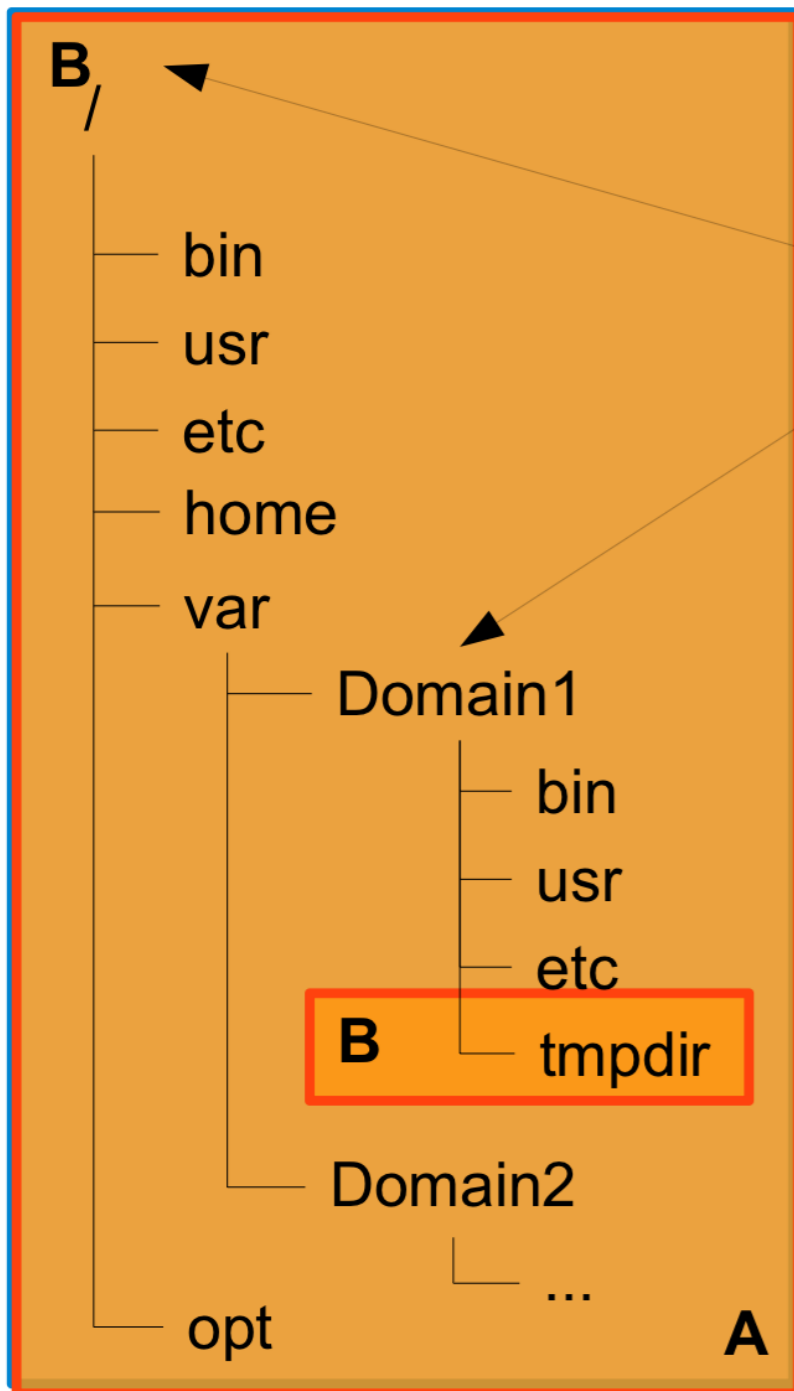 B
/
bin
usr
etc
home
var
Domain1
bin
usr
etc
B
tmpdir
Domain2
...
opt
A